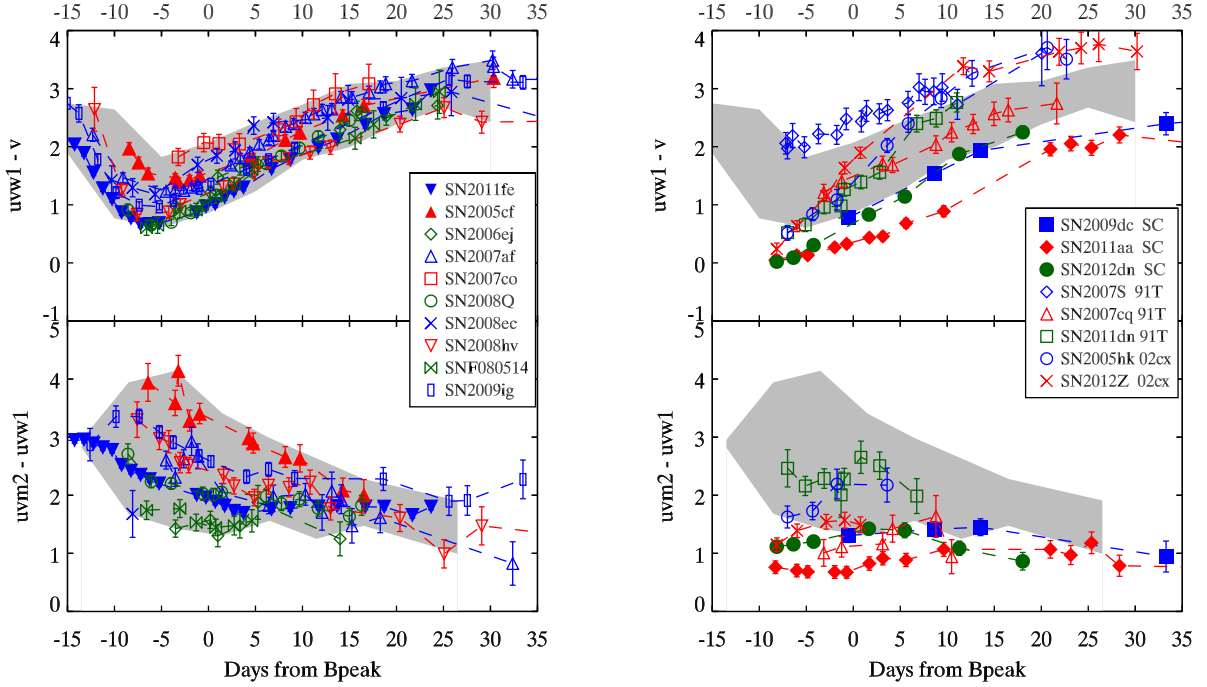 -15 -10 -5 0 5 10 15 20 25 30 35
4
3
2
1
0
-1
uvw1 - v
SN2011fe
SN2005cf
SN2006ej
SN2007af
SN2007co
SN2008Q
SN2008ec
SN2008hv
SNF080514
SN2009ig
5
4
3
2
1
0
uvm2 - uvw1
-15 -10 -5 0 5 10 15 20 25 30 35
Days from Bpeak
-15 -10 -5 0 5 10 15 20 25 30 35
4
3
2
1
0
-1
uvw1 - v
SN2009dc SC
SN2011aa SC
SN2012dn SC
SN2007S 91T
SN2007cq 91T
SN2011dn 91T
SN2005hk 02cx
SN2012Z 02cx
5
4
3
2
1
0
uvm2 - uvw1
-15 -10 -5 0 5 10 15 20 25 30 35
Days from Bpeak